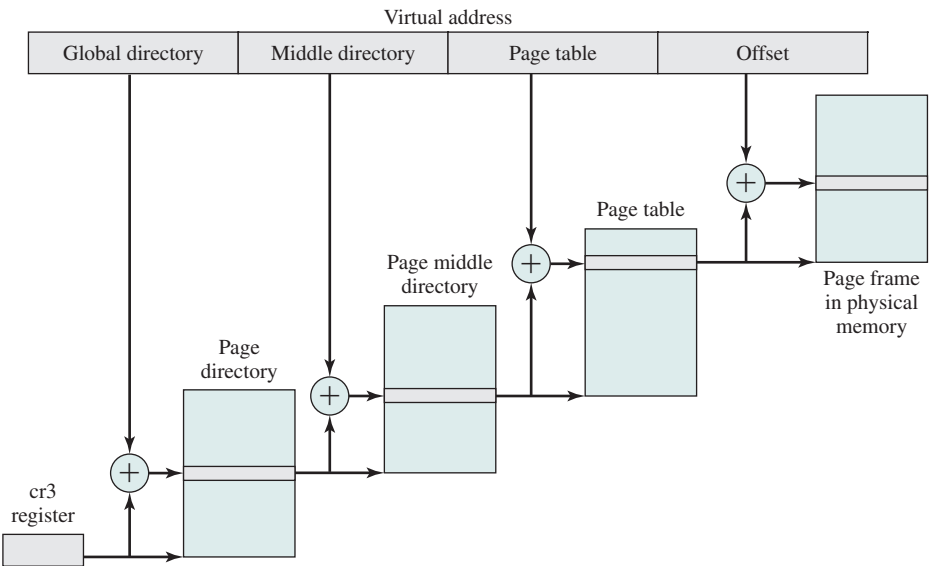 Virtual address
Global directory
Middle directory
Page table
Offset
+
Page table
Page middle
directory
+
Page frame
in physical
memory
Page
directory
+
+
cr3
register